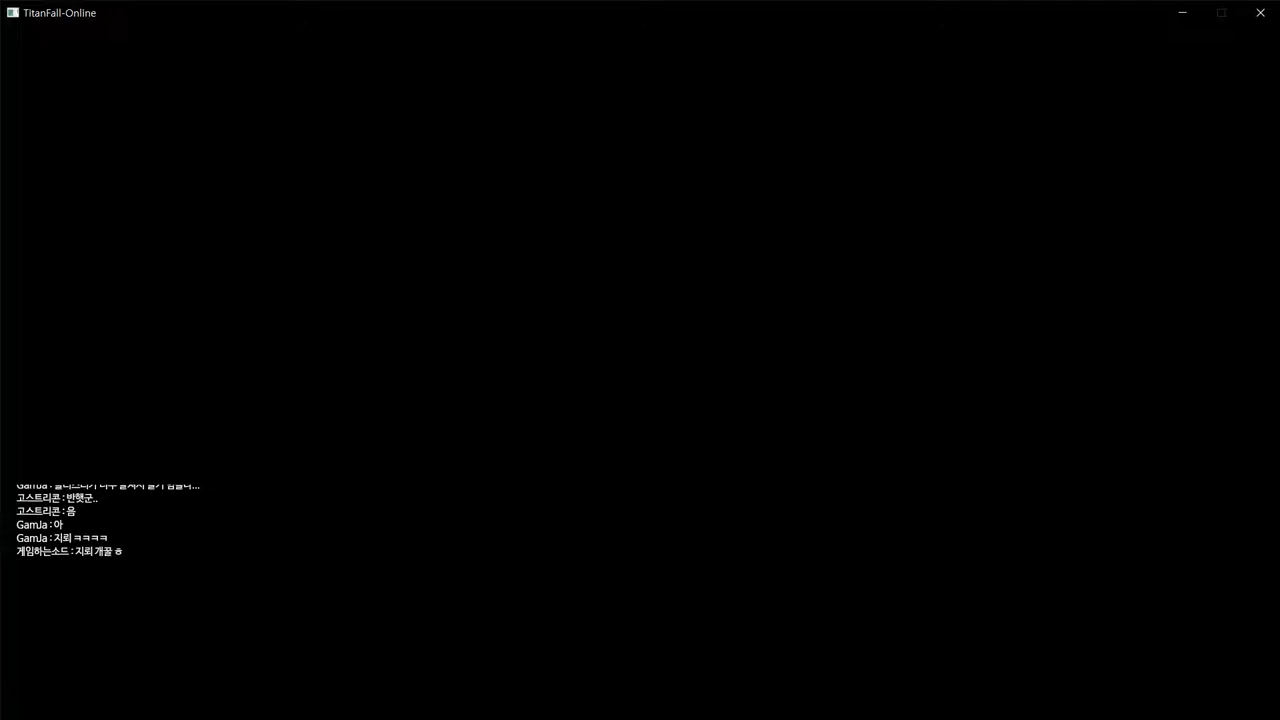 TitanFall-Online
GamJa :
고스트리콘 : 반햇군..
고스트리콘 : 음
GamJa : 아
GamJa : 지뢰 ㅋㅋㅋㅋ
게임하는소드 : 지뢰 개꿀 ㅎ